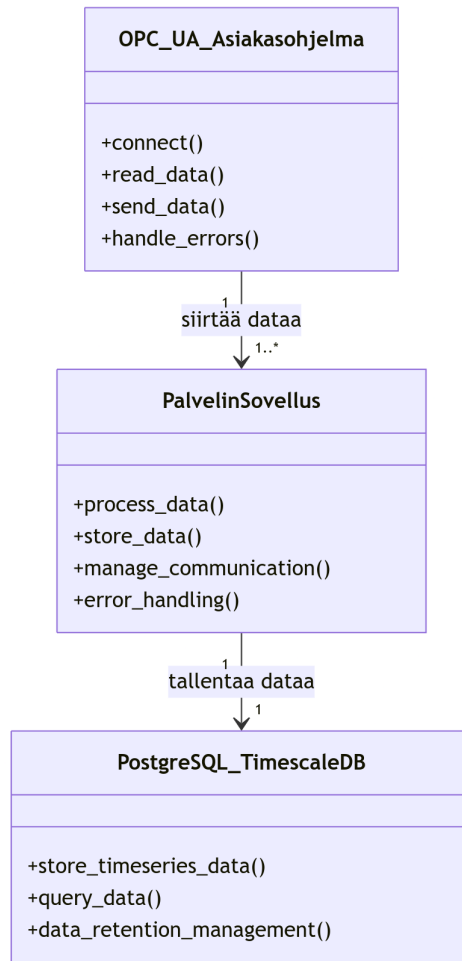 OPC_UA_Asiakasohjelma
+connect()
+read_data()
+send_data()
+handle_errors()
1
siirtää dataa
1..*
PalvelinSovellus
+process_data()
+store_data()
+manage_communication()
+error_handling()
1
tallentaa dataa
1
PostgreSQL_TimescaleDB
+store_timeseries_data()
+query_data()
+data_retention_management()